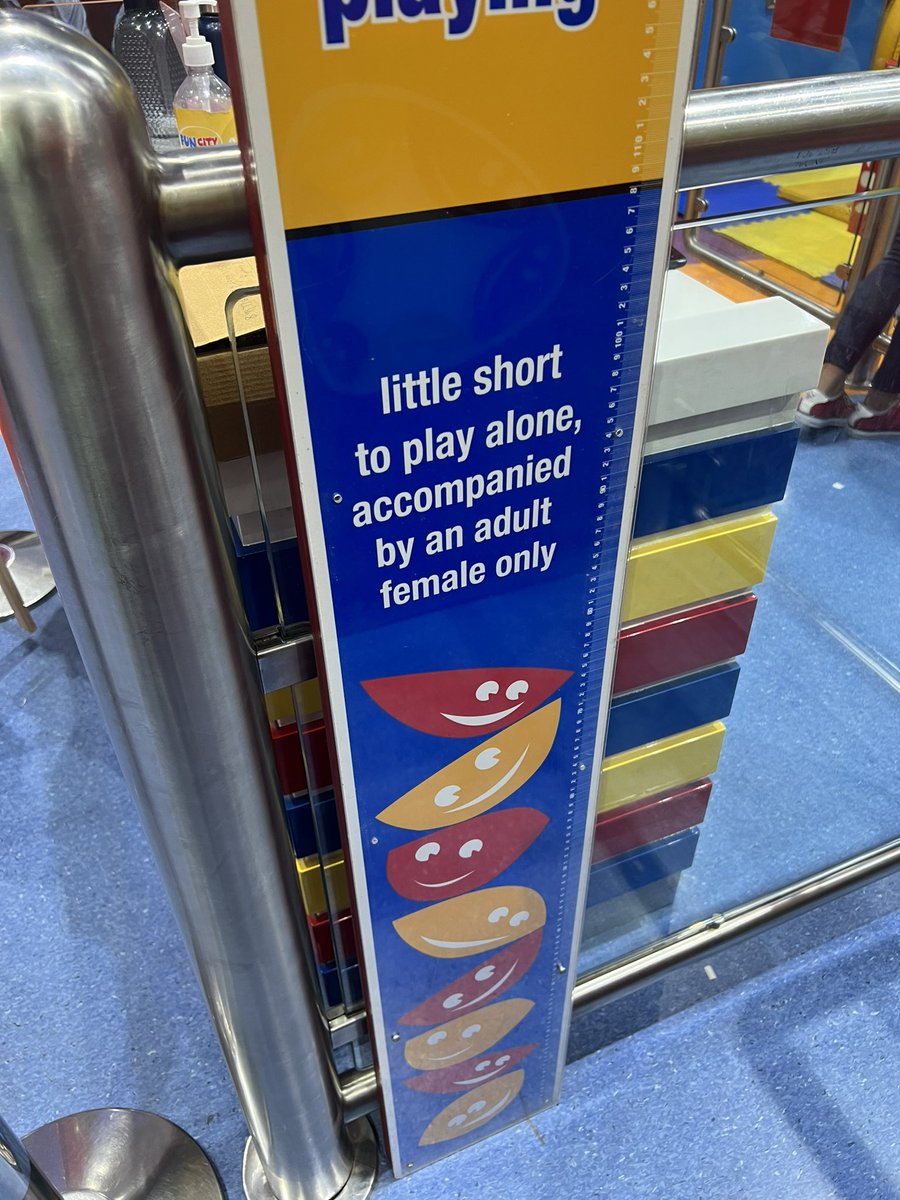 playing
FUN CITY
little short
to play alone,
accompanied
by an adult
female only